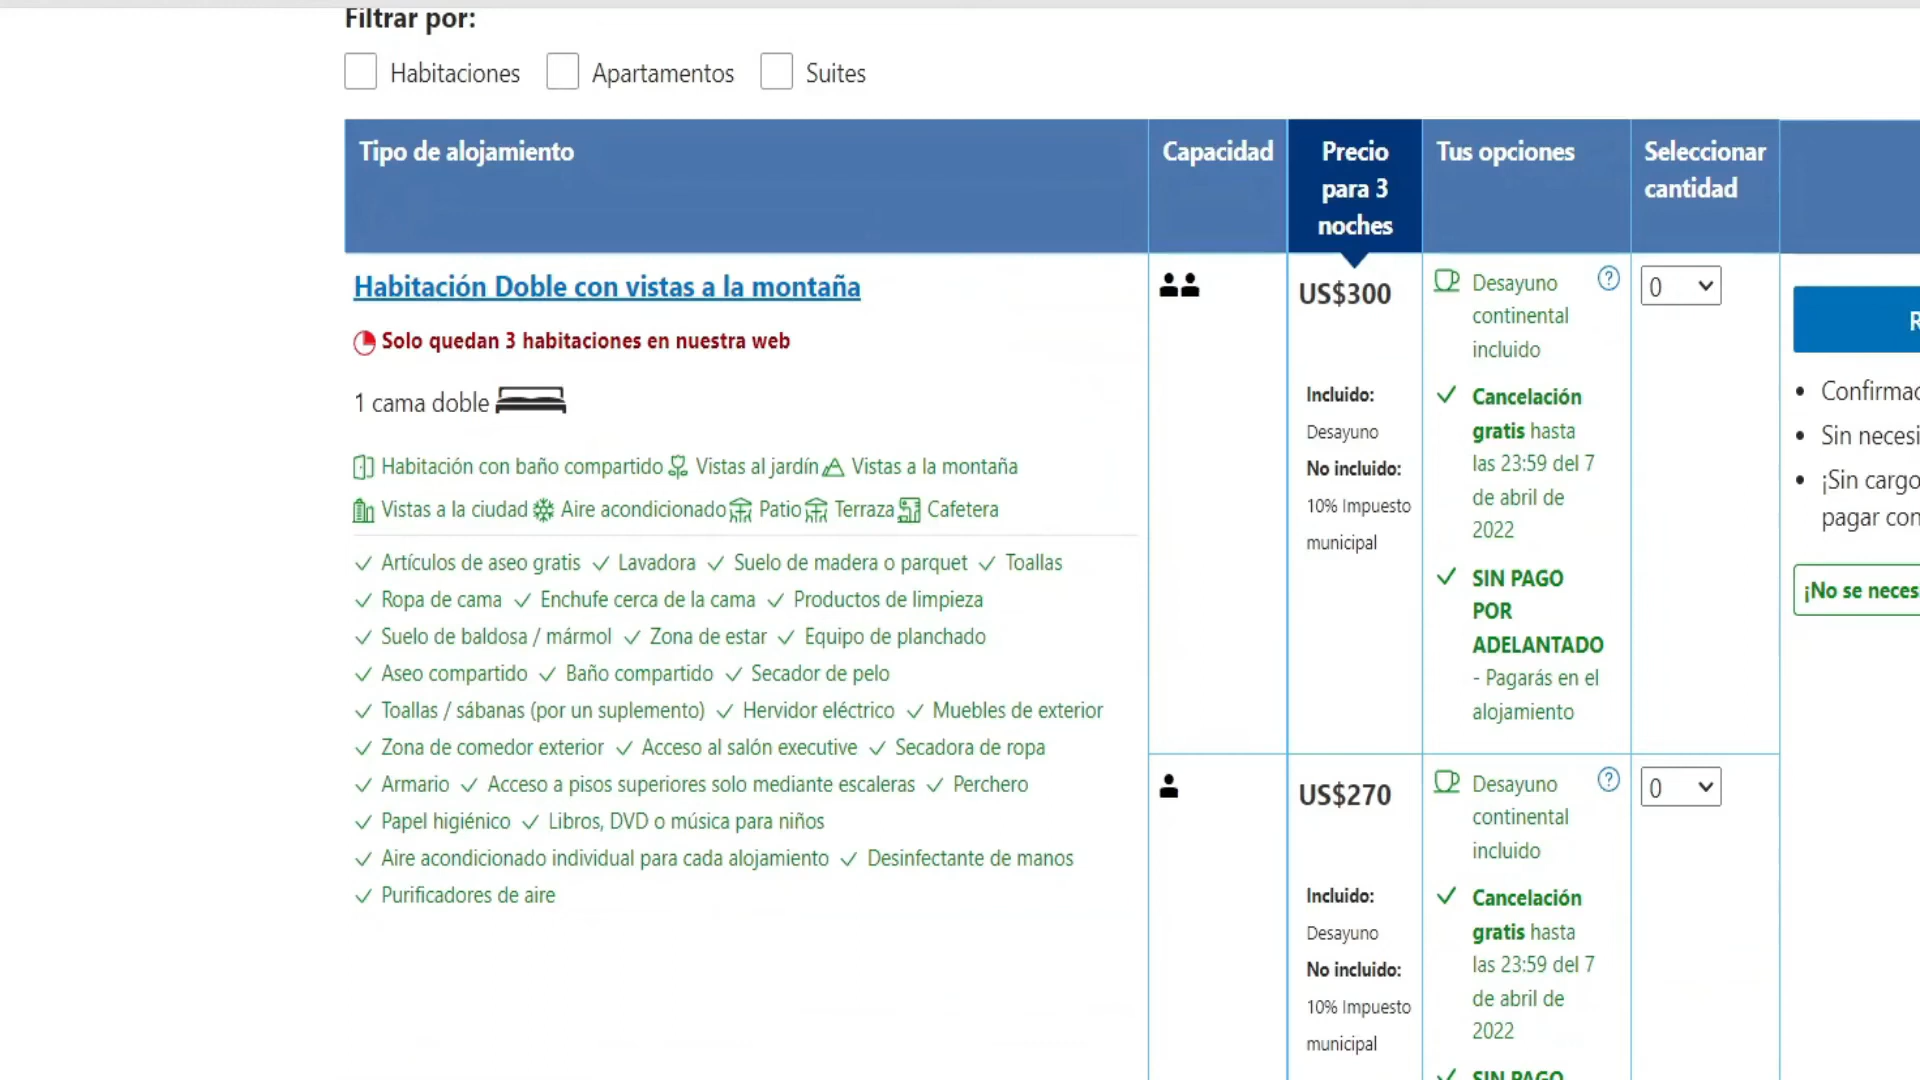 Filtrar por:
Habitaciones Apartamentos Suites
Tipo de alojamiento
Capacidad
Precio
para 3
noches
Tus opciones
Seleccionar
cantidad
Habitación Doble con vistas a la montaña
Solo quedan 3 habitaciones en nuestra web
1 cama doble
Habitación con baño compartido Vistas al jardín Vistas a la montaña
Vistas a la ciudad Aire acondicionado Patio Terraza Cafetera
Artículos de aseo gratis Lavadora Suelo de madera o parquet Toallas
Ropa de cama Enchufe cerca de la cama Productos de limpieza
Suelo de baldosa / mármol Zona de estar Equipo de planchado
Aseo compartido Baño compartido Secador de pelo
Toallas / sábanas (por un suplemento) Hervidor eléctrico Muebles de exterior
Zona de comedor exterior Acceso al salón executive Secadora de ropa
Armario Acceso a pisos superiores solo mediante escaleras Perchero
Papel higiénico Libros, DVD o música para niños
Aire acondicionado individual para cada alojamiento Desinfectante de manos
Purificadores de aire
US$300
Incluido:
Desayuno
No incluido:
10% Impuesto
municipal
Desayuno
continental
incluido
Cancelación
gratis hasta
las 23:59 del 7
de abril de
2022
SIN PAGO
POR
ADELANTADO
- Pagarás en el
alojamiento
0
US$270
Incluido:
Desayuno
No incluido:
10% Impuesto
municipal
Desayuno
continental
incluido
Cancelación
gratis hasta
las 23:59 del 7
de abril de
2022
SIN PAGO
0
¡Sin cargo
pagar con
¡No se neces